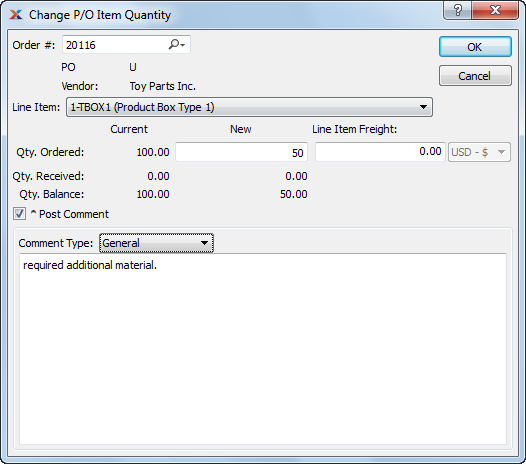 Change P/O Item Quantity
Order #: 20116 OK
PO U
Vendor: Toy Parts Inc. Cancel
Line Item: 1-TBOX1 (Product Box Type 1)
Current New Line Item Freight:
Qty. Ordered: 100.00 50 0.00 USD - $
Qty. Received: 0.00 0.00
Qty. Balance: 100.00 50.00
^ Post Comment
Comment Type: General
required additional material.